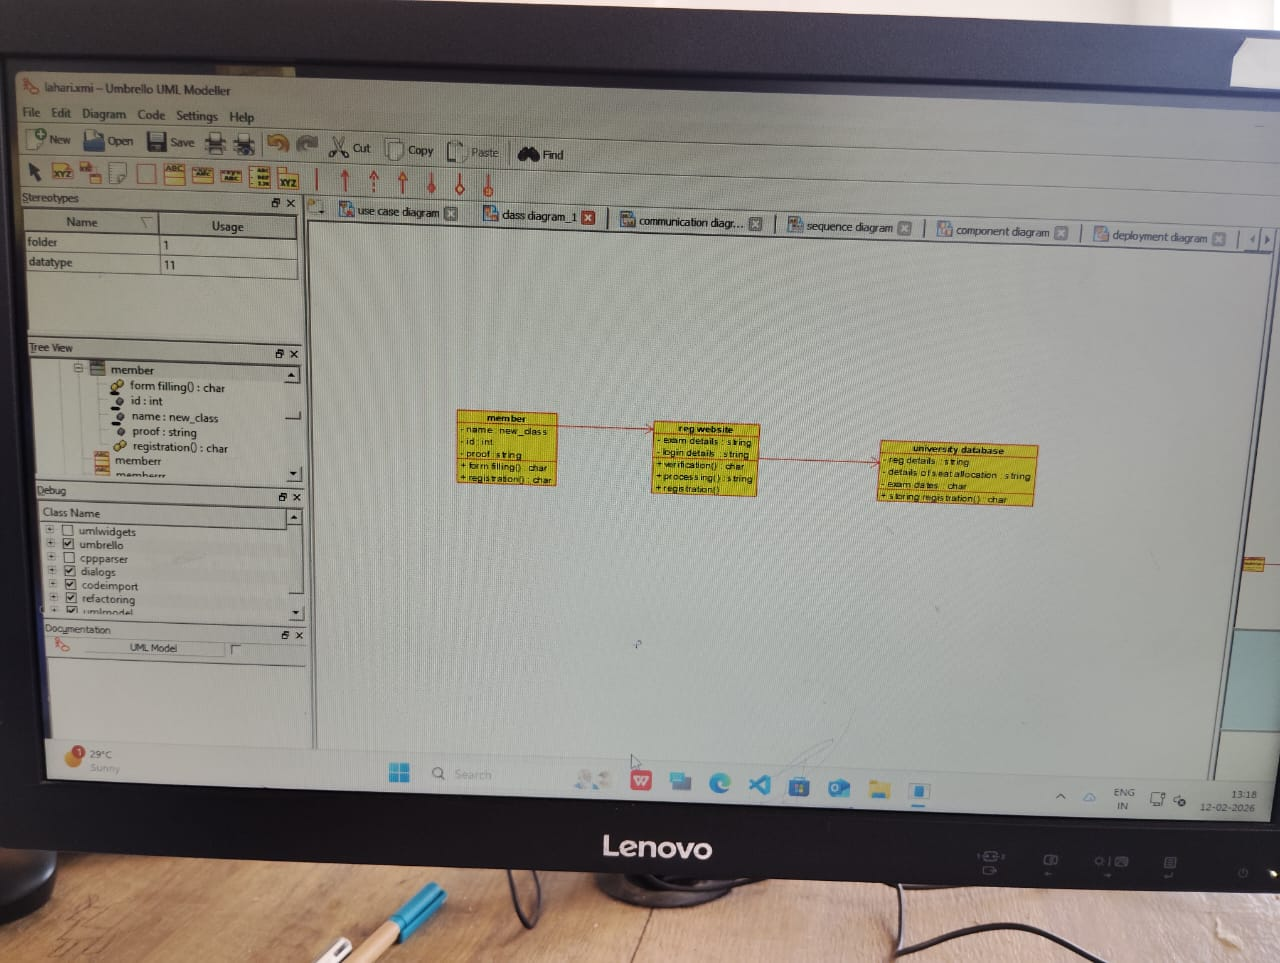 lahari.xmi – Umbrello UML Modeller
File Edit Diagram Code Settings Help
New Open Save Cut Copy Paste Find
Stereotypes
Name Usage
folder 1
datatype 11
use case diagram
class diagram_1
communication diagr...
sequence diagram
component diagram
deployment diagram
Tree View
member
form filling() : char
id : int
name : new_class
proof : string
registration() : char
memberr
memberrr
Debug
Class Name
umlwidgets
umbrello
cppparser
dialogs
codeimport
refactoring
umlmodel
Documentation
UML Model
member
- name : new_class
- id : int
- proof : string
+ form filling() : char
+ registration() : char
reg website
- exam details : string
- login details : string
+ verification() : char
+ processing() : string
+ registration()
university database
- reg details : string
- details of seat allocation : string
- exam dates : char
+ storing registration() : char
1
29°C
Sunny
Search
ENG
IN
13:18
12-02-2026
Lenovo